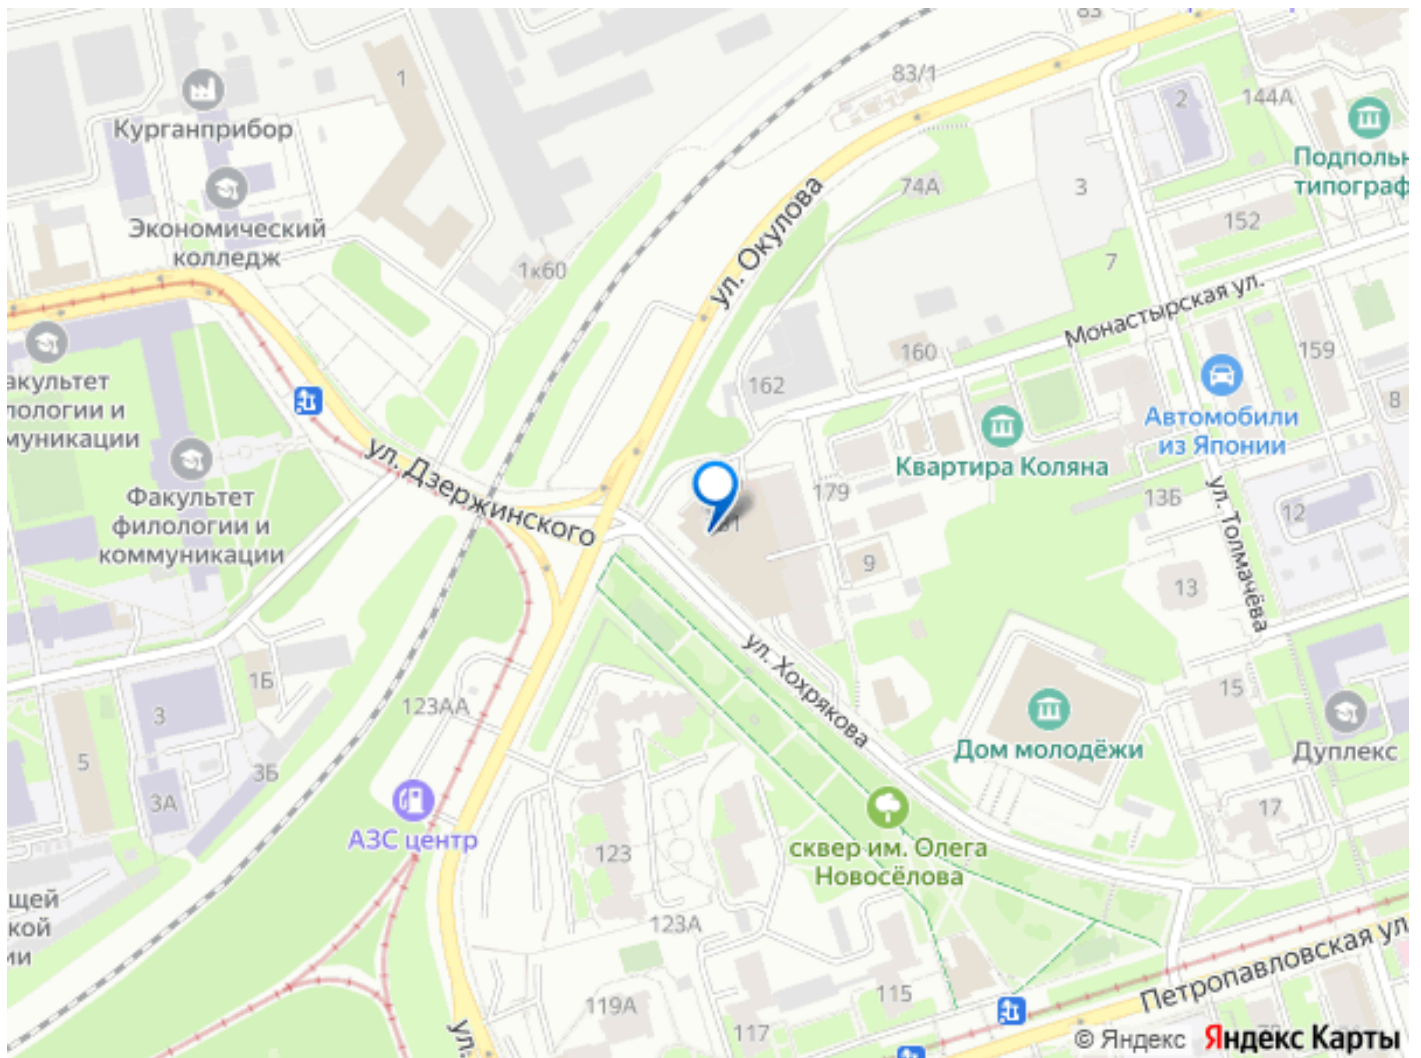 83
83/1
1
2
144А
Курганприбор
74А
3
Подпольн
типограф
152
Экономический
колледж
1к60
ул. Окулова
7
Монастырская ул.
160
159
162
акультет
лологии и
муникации
8
Автомобили
из Японии
Квартира Коляна
ул. Дзержинского
179
13Б
ул. Толмачёва
12
Факультет
филологии и
коммуникации
9
13
ул. Хохрякова
1Б
15
123АА
3
Дом молодёжи
Дуплекс
5
3Б
3А
17
АЗС центр
123
сквер им. Олега
Новосёлова
щей
кой
ии
123А
Петропавловская ул.
115
119А
117
ул.
© Яндекс Яндекс Карты